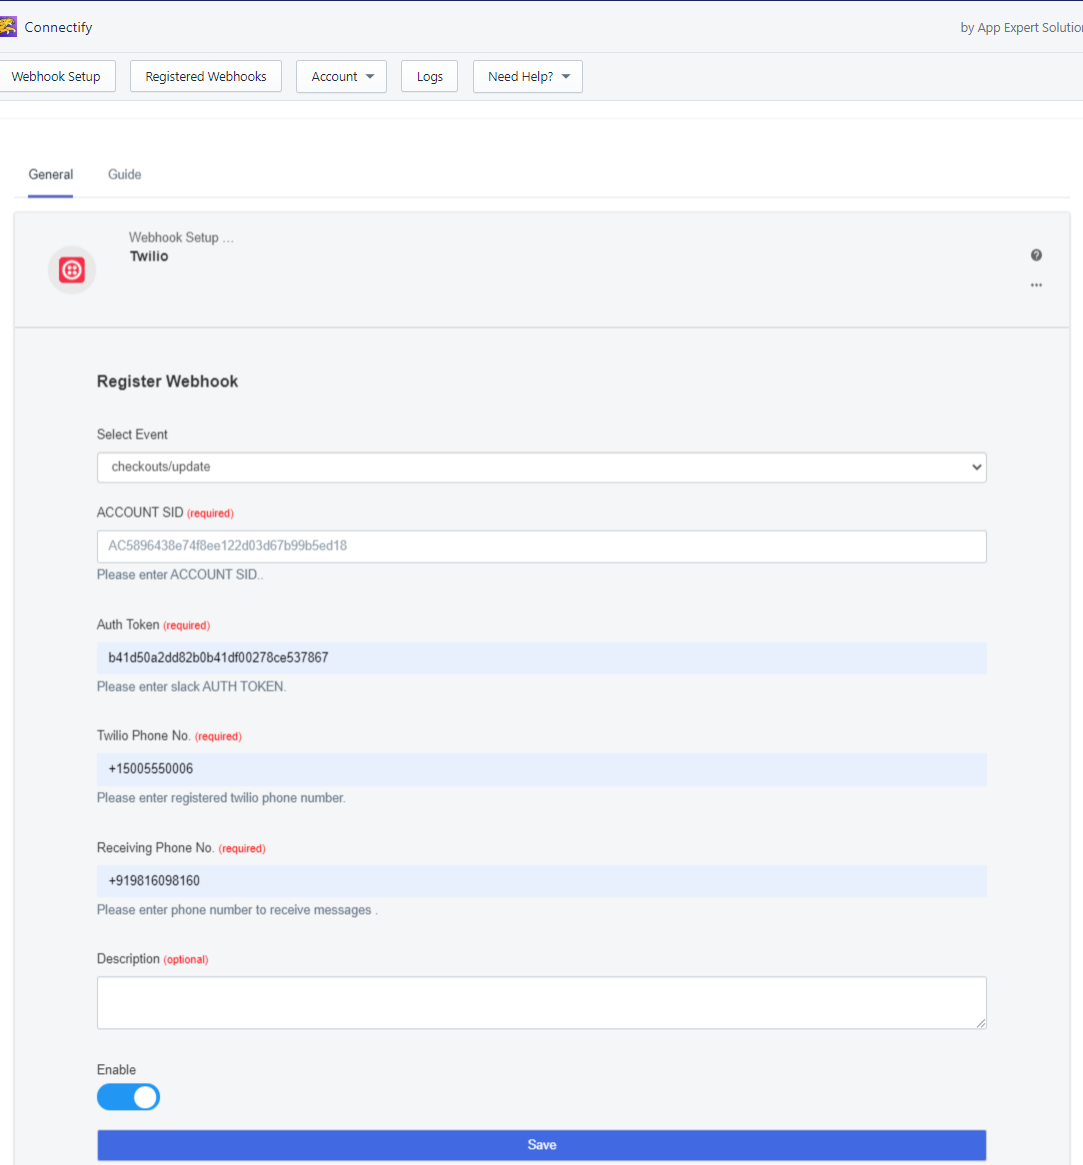 Connectify
by App Expert Solution
Webhook Setup
Registered Webhooks
Account
Logs
Need Help?
General
Guide
Webhook Setup ...
Twilio
Register Webhook
Select Event
checkouts/update
ACCOUNT SID (required)
AC5896438e74f8ee122d03d67b99b5ed18
Please enter ACCOUNT SID..
Auth Token (required)
b41d50a2dd82b0b41df00278ce537867
Please enter slack AUTH TOKEN.
Twilio Phone No. (required)
+15005550006
Please enter registered twilio phone number.
Receiving Phone No. (required)
+919816098160
Please enter phone number to receive messages .
Description (optional)
Enable
Save